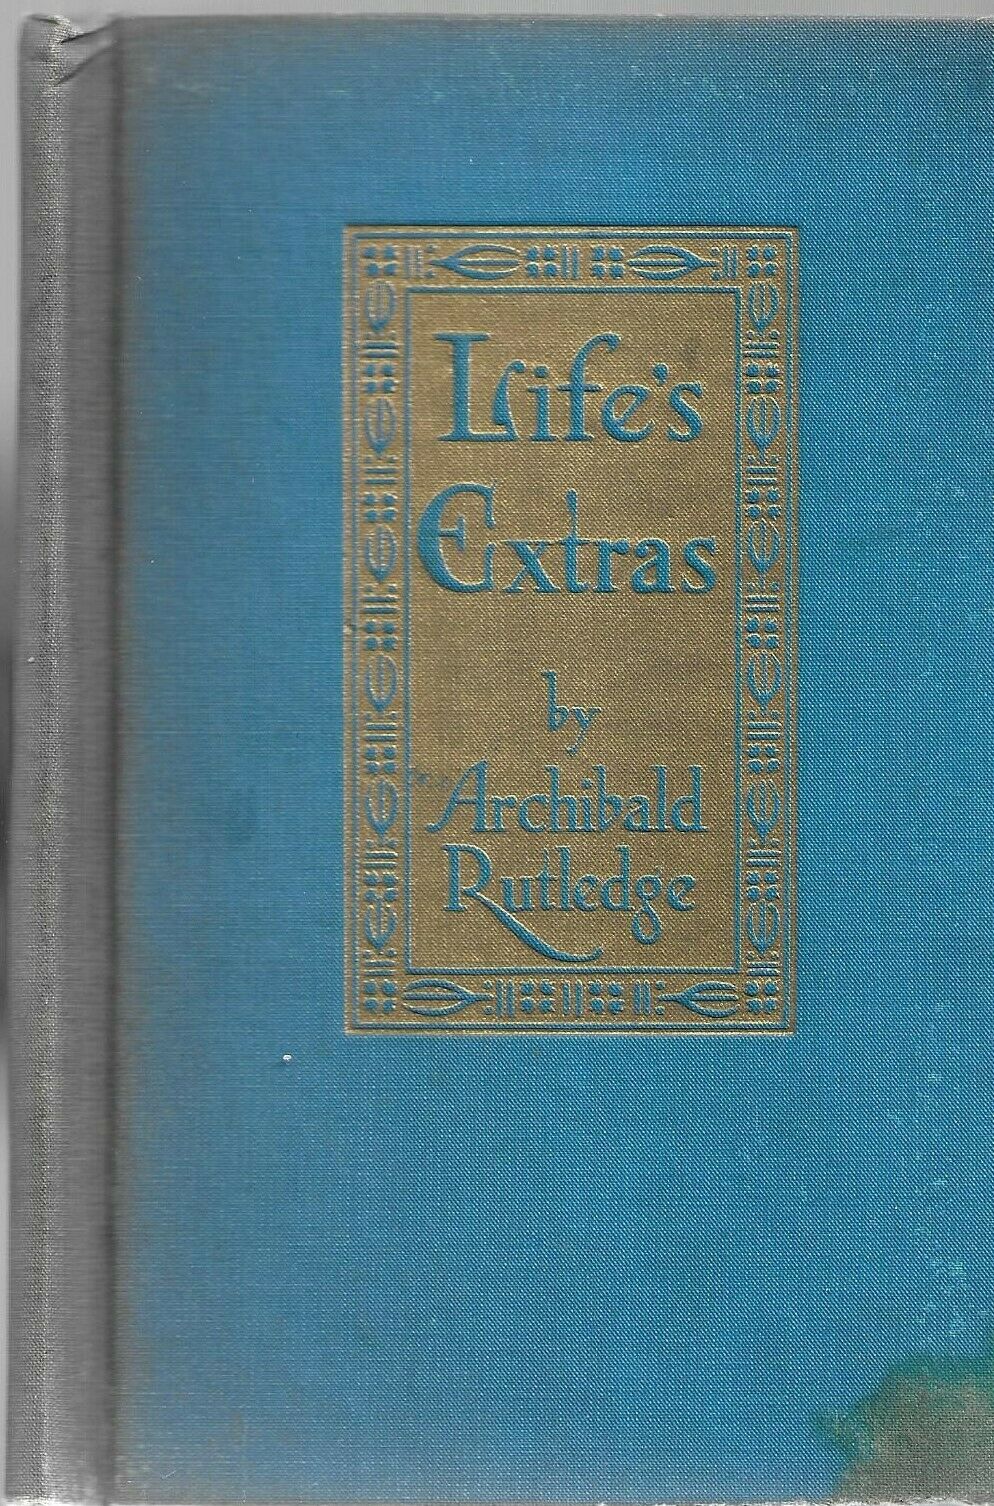 Life's
Extras
by
Archibald
Rutledge